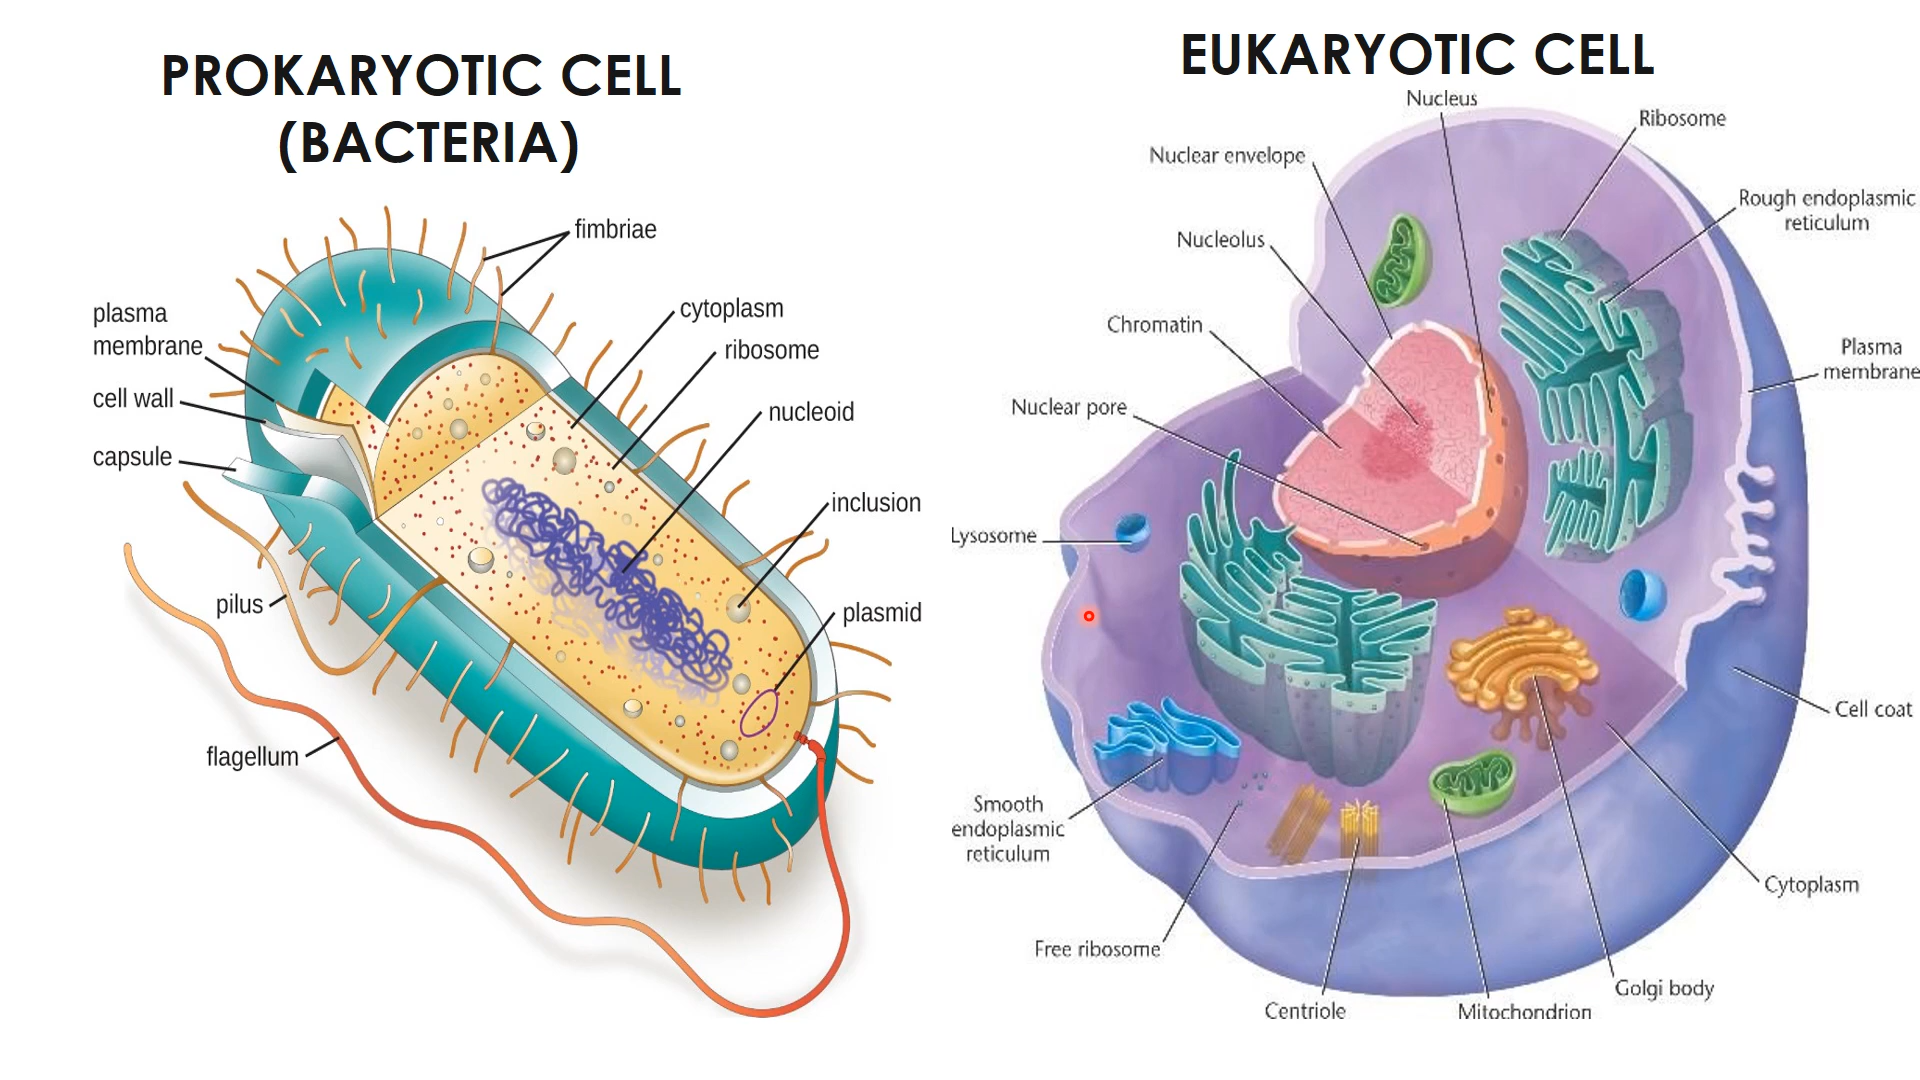 PROKARYOTIC CELL
(BACTERIA)
fimbriae
cytoplasm
plasma
membrane
ribosome
cell wall
nucleoid
capsule
inclusion
pilus
plasmid
flagellum
EUKARYOTIC CELL
Nucleus
Ribosome
Nuclear envelope
Rough endoplasmic
reticulum
Nucleolus
Chromatin
Plasma
membrane
Nuclear pore
Lysosome
Cell coat
Smooth
endoplasmic
reticulum
Cytoplasm
Free ribosome
Golgi body
Centriole
Mitochondrion